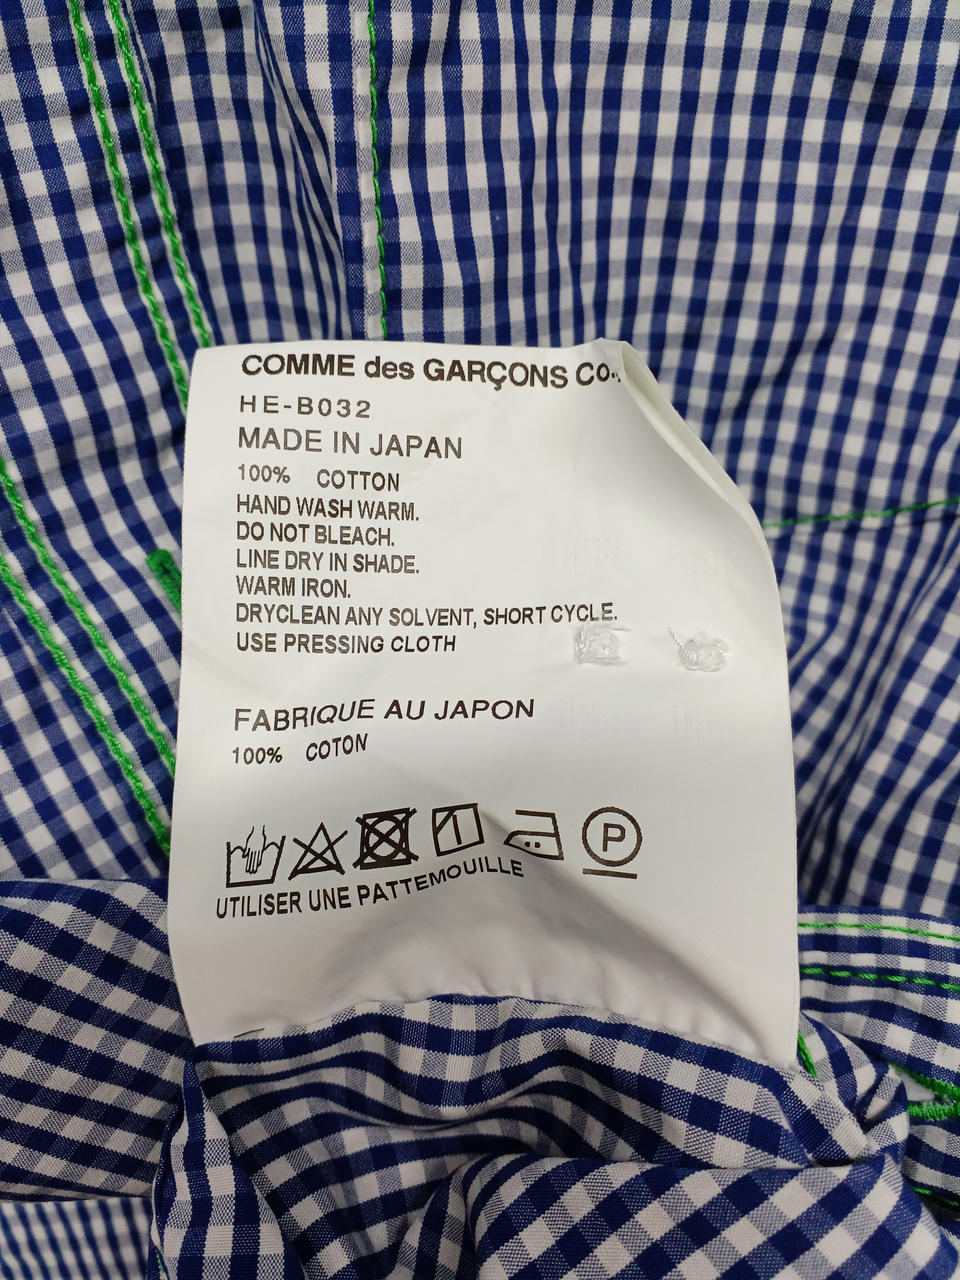 COMME des GARÇONS CO.,
HE-B032
MADE IN JAPAN
100% COTTON
HAND WASH WARM.
DO NOT BLEACH.
LINE DRY IN SHADE.
WARM IRON.
DRYCLEAN ANY SOLVENT, SHORT CYCLE.
USE PRESSING CLOTH
FABRIQUE AU JAPON
100% COTON
P
UTILISER UNE PATTEMOUILLE